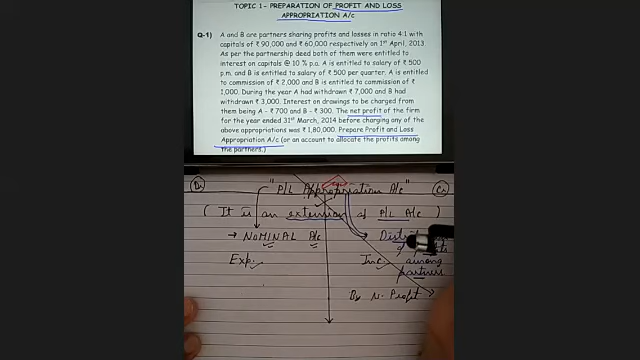 TOPIC 1- PREPARATION OF PROFIT AND LOSS
APPROPRIATION A/c
Q-1) A and B are partners sharing profits and losses in ratio 4:1 with
capitals of ₹ 90,000 and ₹ 60,000 respectively on 1st April, 2013.
As per the partnership deed both of them were entitled to
interest on capitals @ 10 % p.a. A is entitled to salary of ₹ 500
p.m. and B is entitled to salary of ₹ 500 per quarter. A is entitled
to commission of ₹ 2,000 and B is entitled to commission of ₹
1,000. During the year A had withdrawn ₹ 7,000 and B had
withdrawn ₹ 3,000. Interest on drawings to be charged from
them being A - ₹ 700 and B - ₹ 300. The net profit of the firm
for the year ended 31st March, 2014 before charging any of the
above appropriations was ₹ 1,80,000. Prepare Profit and Loss
Appropriation A/c (or an account to allocate the profits among
the partners.)
Dr "P/L Appropriation A/c" Cr
( It is an extension of P/L A/c )
→ NOMINAL A/c
of
Exp. Inc. among
partners
By N. Profit